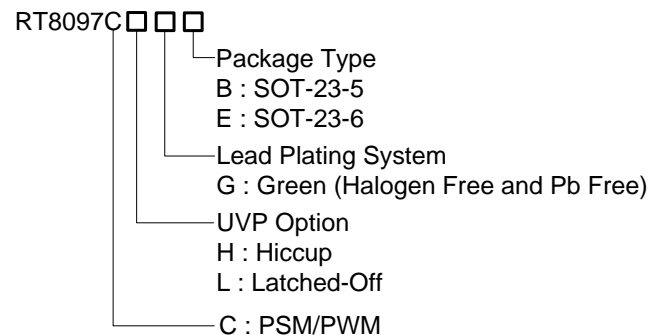 RT8097C
Package Type
B : SOT-23-5
E : SOT-23-6
Lead Plating System
G : Green (Halogen Free and Pb Free)
UVP Option
H : Hiccup
L : Latched-Off
C : PSM/PWM